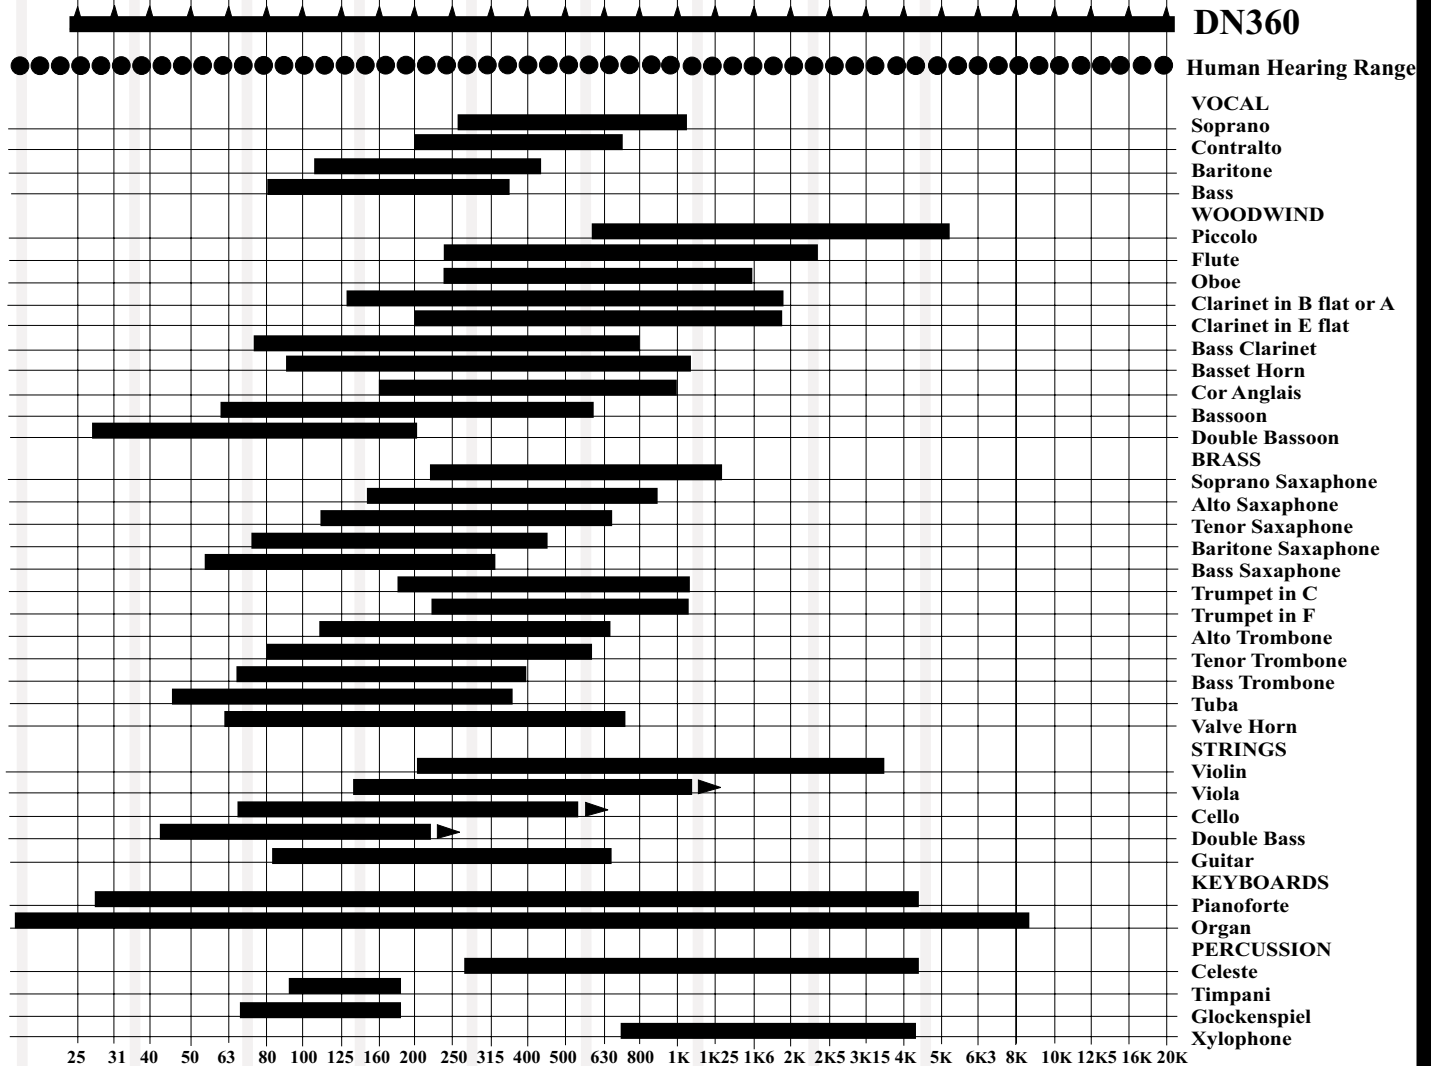 DN360
Human Hearing Range
VOCAL
Soprano
Contralto
Baritone
Bass
WOODWIND
Piccolo
Flute
Oboe
Clarinet in B flat or A
Clarinet in E flat
Bass Clarinet
Basset Horn
Cor Anglais
Bassoon
Double Bassoon
BRASS
Soprano Saxaphone
Alto Saxaphone
Tenor Saxaphone
Baritone Saxaphone
Bass Saxaphone
Trumpet in C
Trumpet in F
Alto Trombone
Tenor Trombone
Bass Trombone
Tuba
Valve Horn
STRINGS
Violin
Viola
Cello
Double Bass
Guitar
KEYBOARDS
Pianoforte
Organ
PERCUSSION
Celeste
Timpani
Glockenspiel
Xylophone
25 31 40 50 63 80 100 125 160 200 250 315 400 500 630 800 1K 1K25 1K6 2K 2K5 3K15 4K 5K 6K3 8K 10K 12K5 16K 20K